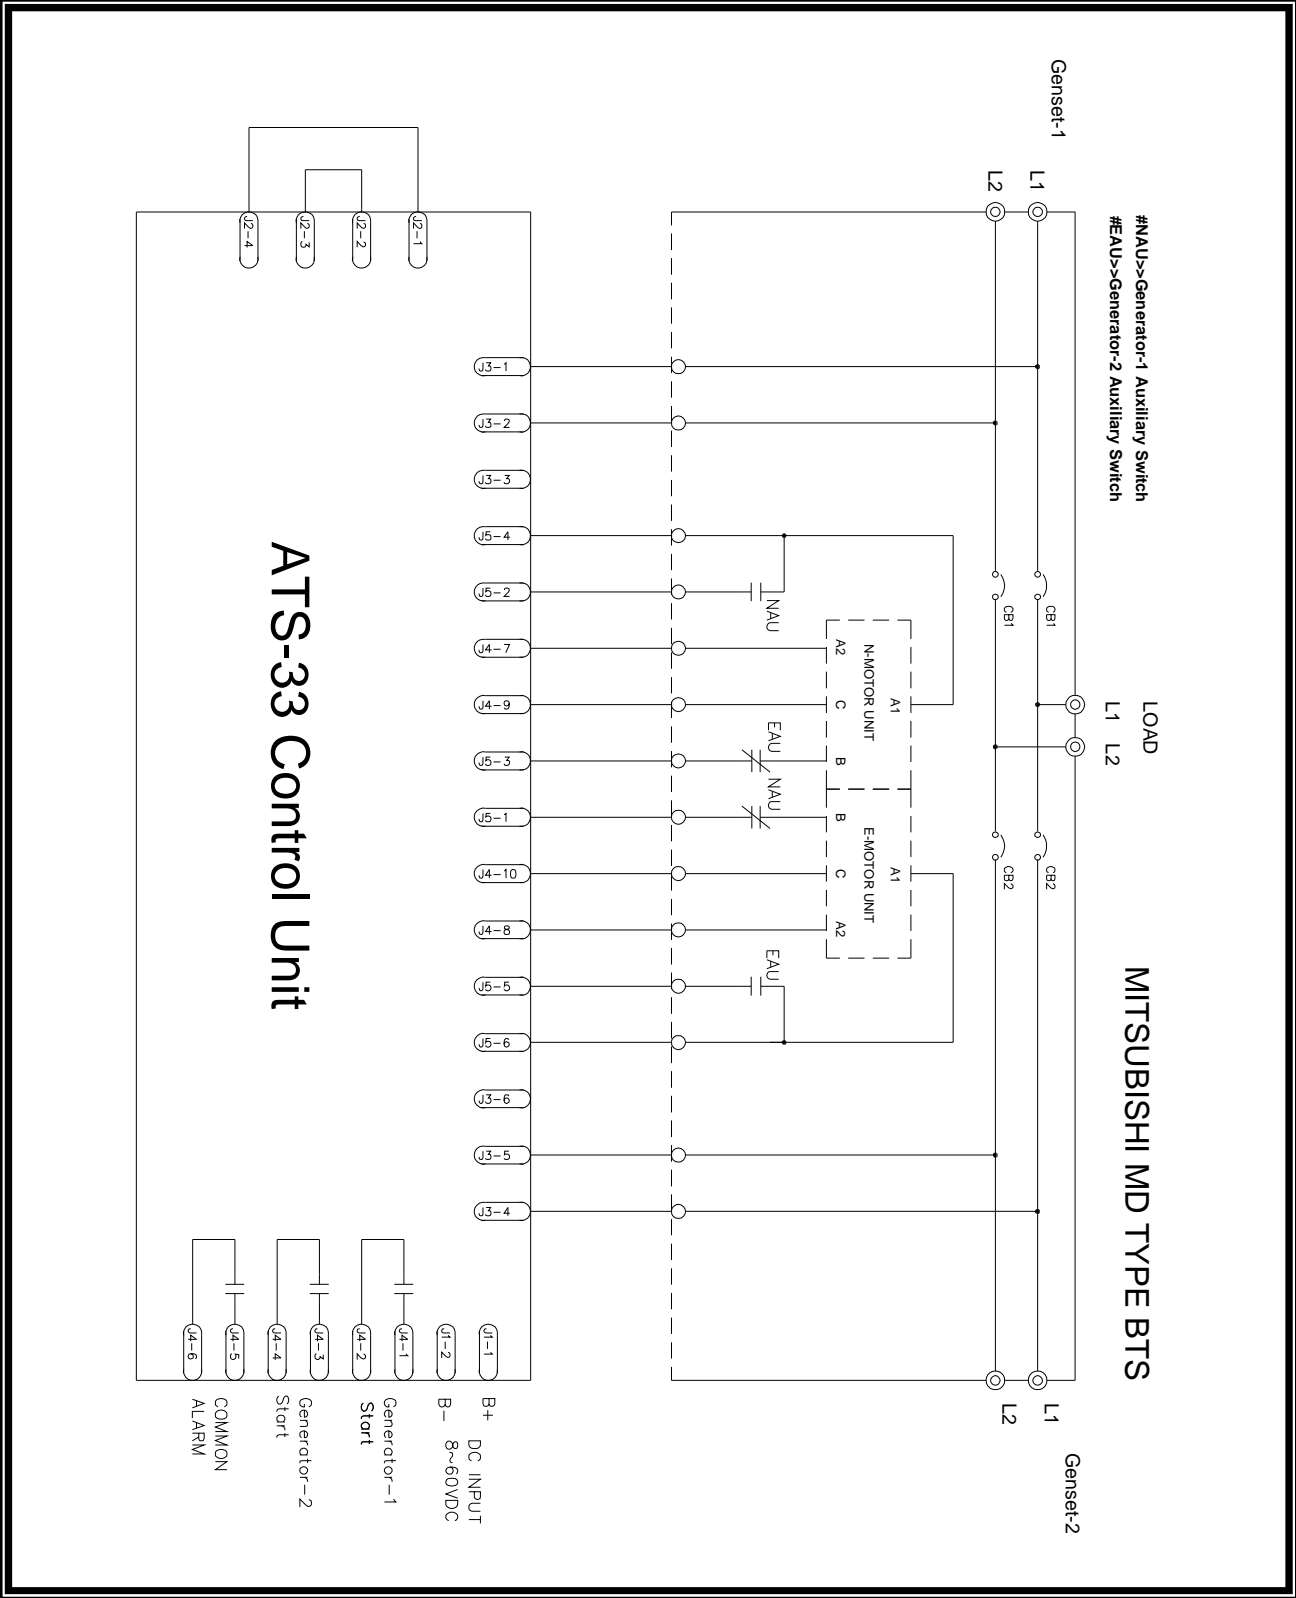 MITSUBISHI MD TYPE BTS
#NAU>>Generator-1 Auxiliary Switch
#EAU>>Generator-2 Auxiliary Switch
LOAD
L1 L2
Genset-1
L1
L2
CB1
CB1
CB2
CB2
Genset-2
L1
L2
A1
N-MOTOR UNIT
A2 C B
A1
E-MOTOR UNIT
B C A2
NAU
EAU
NAU
EAU
J3-1
J3-2
J3-3
J5-4
J5-2
J4-7
J4-9
J5-3
J5-1
J4-10
J4-8
J5-5
J5-6
J3-6
J3-5
J3-4
J2-1
J2-2
J2-3
J2-4
ATS-33 Control Unit
J1-1
B+
DC INPUT
J1-2
B-
8~60VDC
J4-1
Generator-1
J4-2
Start
J4-3
Generator-2
J4-4
Start
J4-5
COMMON
J4-6
ALARM